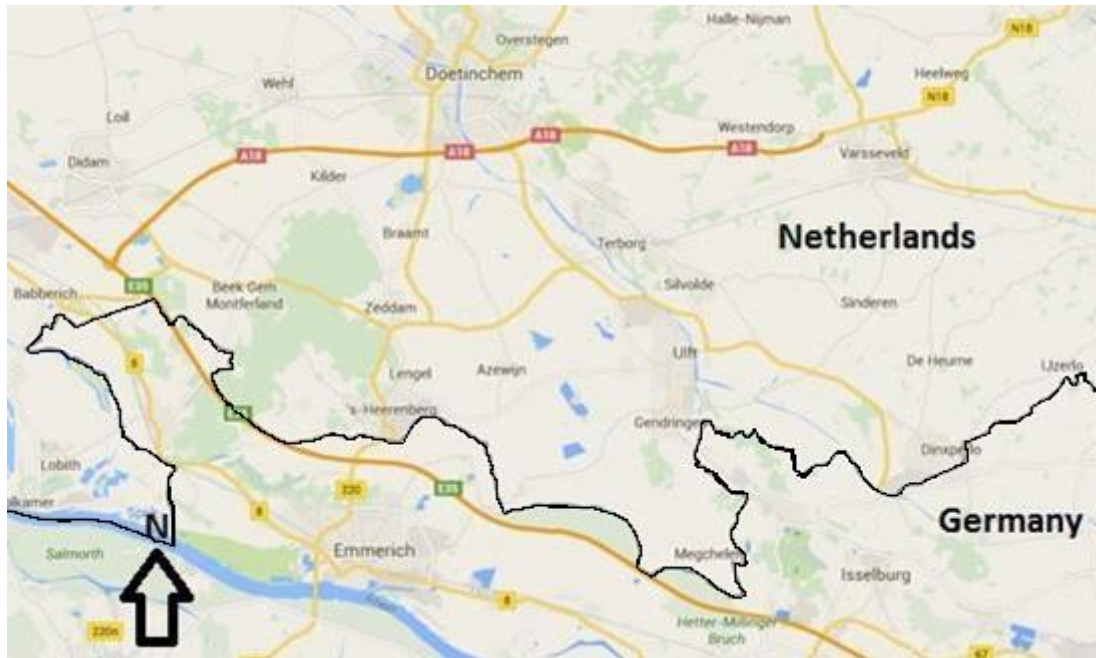 Halle-Nijman
N18
Overstegen
Doetinchem
Heelweg
Wehl
N18
Loil
Westendorp
A18
A18
A18
A18
Varsseveld
Didam
Kilder
Braamt
Netherlands
Terborg
E35
Beek Gem
Montferland
Silvolde
Babberich
Zeddam
Sinderen
Ulft
De Heurne
IJzerlo
8
Lengel
Azewijn
's-Heerenberg
Gendringen
Dinxperlo
Lobith
220
E35
8
N
Germany
Emmerich
Salmorth
Megchelen
Isselburg
8
Hetter-Millinger
Bruch
220n
67